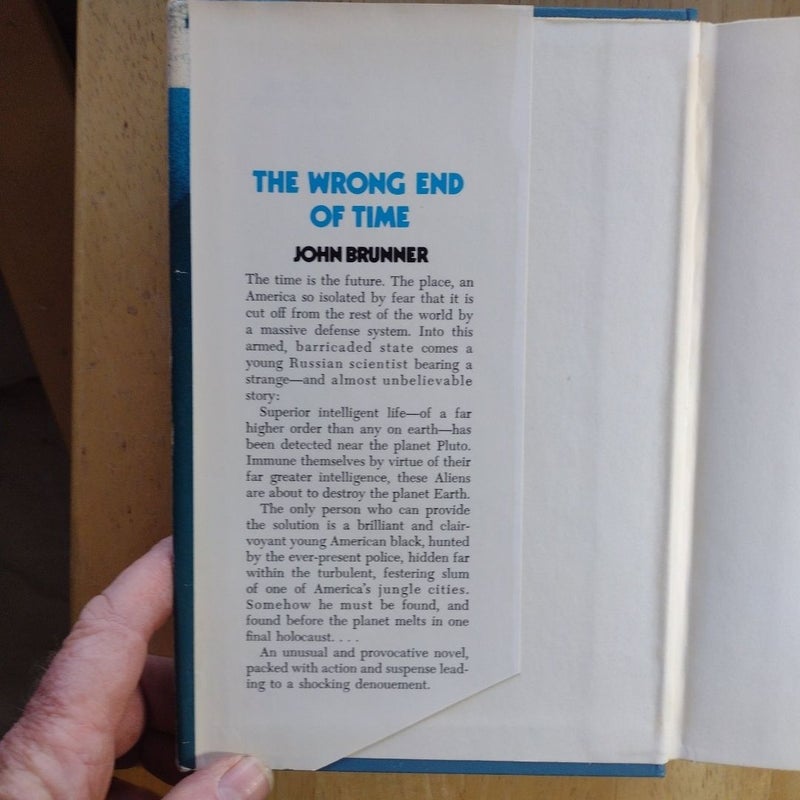 THE WRONG END
OF TIME
JOHN BRUNNER
The time is the future. The place, an
America so isolated by fear that it is
cut off from the rest of the world by
a massive defense system. Into this
armed, barricaded state comes a
young Russian scientist bearing a
strange—and almost unbelievable
story:
Superior intelligent life—of a far
higher order than any on earth—has
been detected near the planet Pluto.
Immune themselves by virtue of their
far greater intelligence, these Aliens
are about to destroy the planet Earth.
The only person who can provide
the solution is a brilliant and clair-
voyant young American black, hunted
by the ever-present police, hidden far
within the turbulent, festering slum
of one of America's jungle cities.
Somehow he must be found, and
found before the planet melts in one
final holocaust. . . .
An unusual and provocative novel,
packed with action and suspense lead-
ing to a shocking denouement.